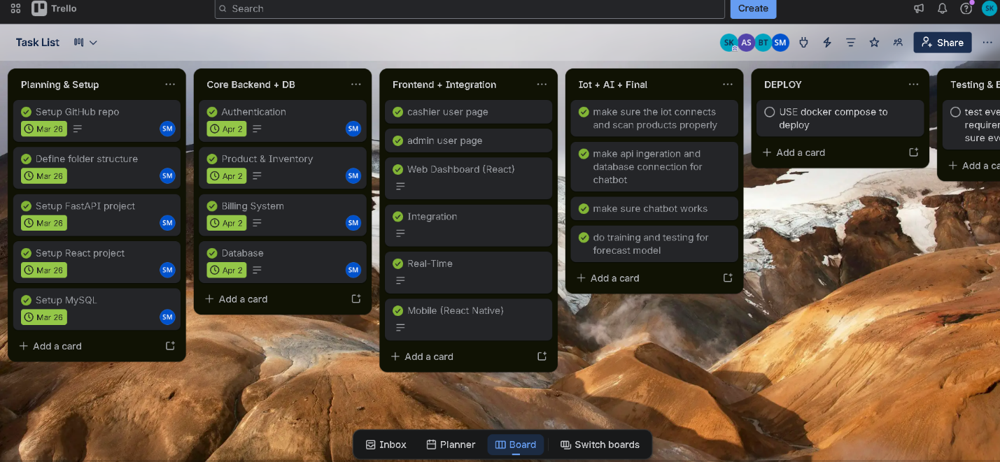 Trello
Search
Create
SK
Task List
SK AS BT SM
Share
Planning & Setup
Setup GitHub repo
Mar 26
SM
Define folder structure
Mar 26
SM
Setup FastAPI project
Mar 26
SM
Setup React project
Mar 26
SM
Setup MySQL
Mar 26
SM
Add a card
Core Backend + DB
Authentication
Apr 2
SM
Product & Inventory
Apr 2
SM
Billing System
Apr 2
SM
Database
Apr 2
SM
Add a card
Frontend + Integration
cashier user page
admin user page
Web Dashboard (React)
Integration
Real-Time
Mobile (React Native)
Add a card
Iot + AI + Final
make sure the iot connects
and scan products properly
make api ingeration and
database connection for
chatbot
make sure chatbot works
do training and testing for
forecast model
Add a card
DEPLOY
USE docker compose to
deploy
Add a card
Testing &
test eve
requirem
sure eve
Add a ca
Inbox
Planner
Board
Switch boards